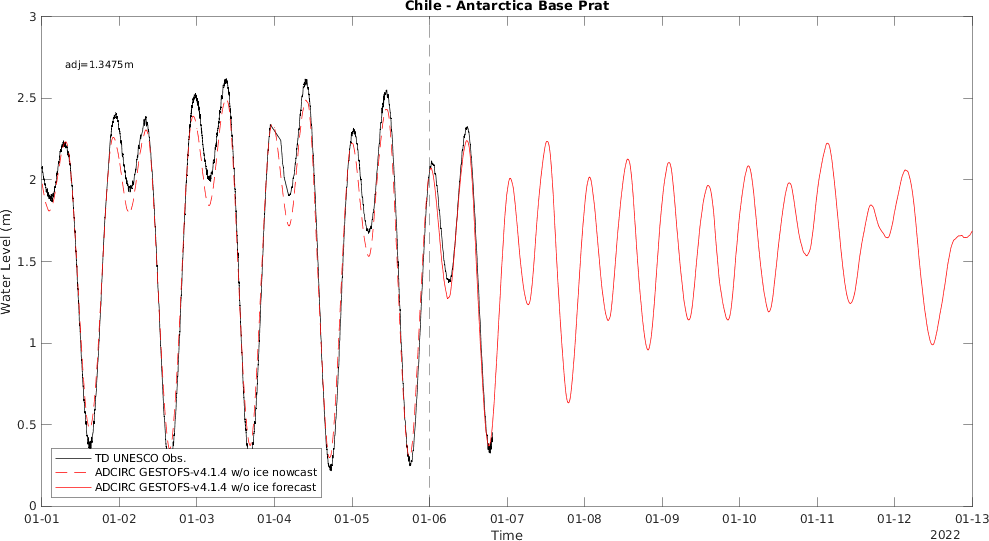 Chile - Antarctica Base Prat
adj=1.3475m
3
2.5
2
1.5
1
0.5
0
Water Level (m)
TD UNESCO Obs.
ADCIRC GESTOFS-v4.1.4 w/o ice nowcast
ADCIRC GESTOFS-v4.1.4 w/o ice forecast
01-01 01-02 01-03 01-04 01-05 01-06 01-07 01-08 01-09 01-10 01-11 01-12 01-13
Time
2022